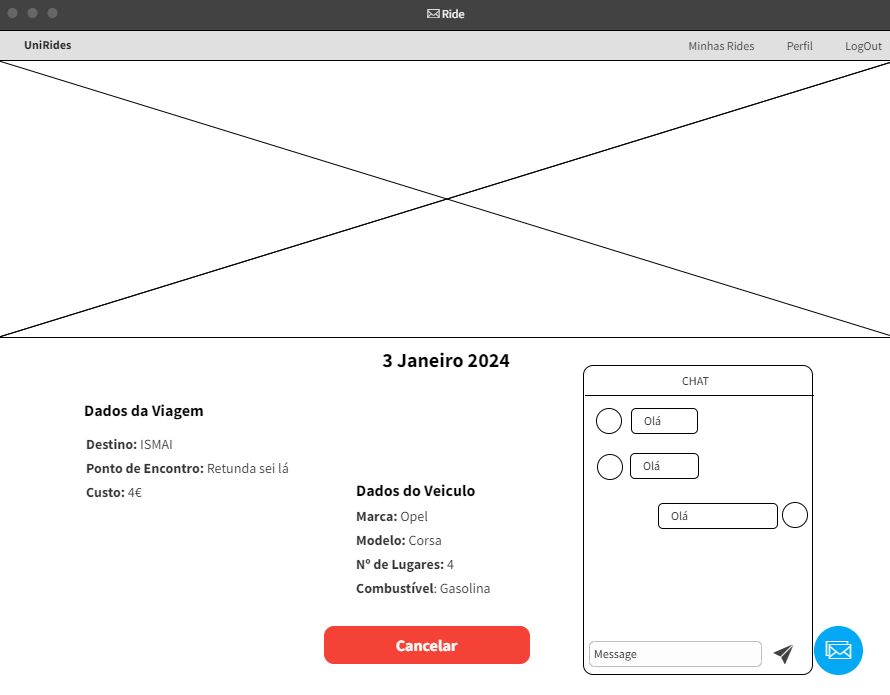 Ride
UniRides
Minhas Rides
Perfil
LogOut
3 Janeiro 2024
Dados da Viagem
Destino: ISMAI
Ponto de Encontro: Retunda sei lá
Custo: 4€
Dados do Veiculo
Marca: Opel
Modelo: Corsa
Nº de Lugares: 4
Combustível: Gasolina
Cancelar
CHAT
Olá
Olá
Olá
Message